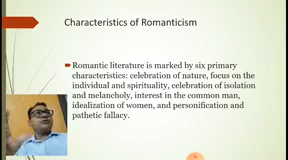 Characteristics of Romanticism
Romantic literature is marked by six primary
characteristics: celebration of nature, focus on the
individual and spirituality, celebration of isolation
and melancholy, interest in the common man,
idealization of women, and personification and
pathetic fallacy.